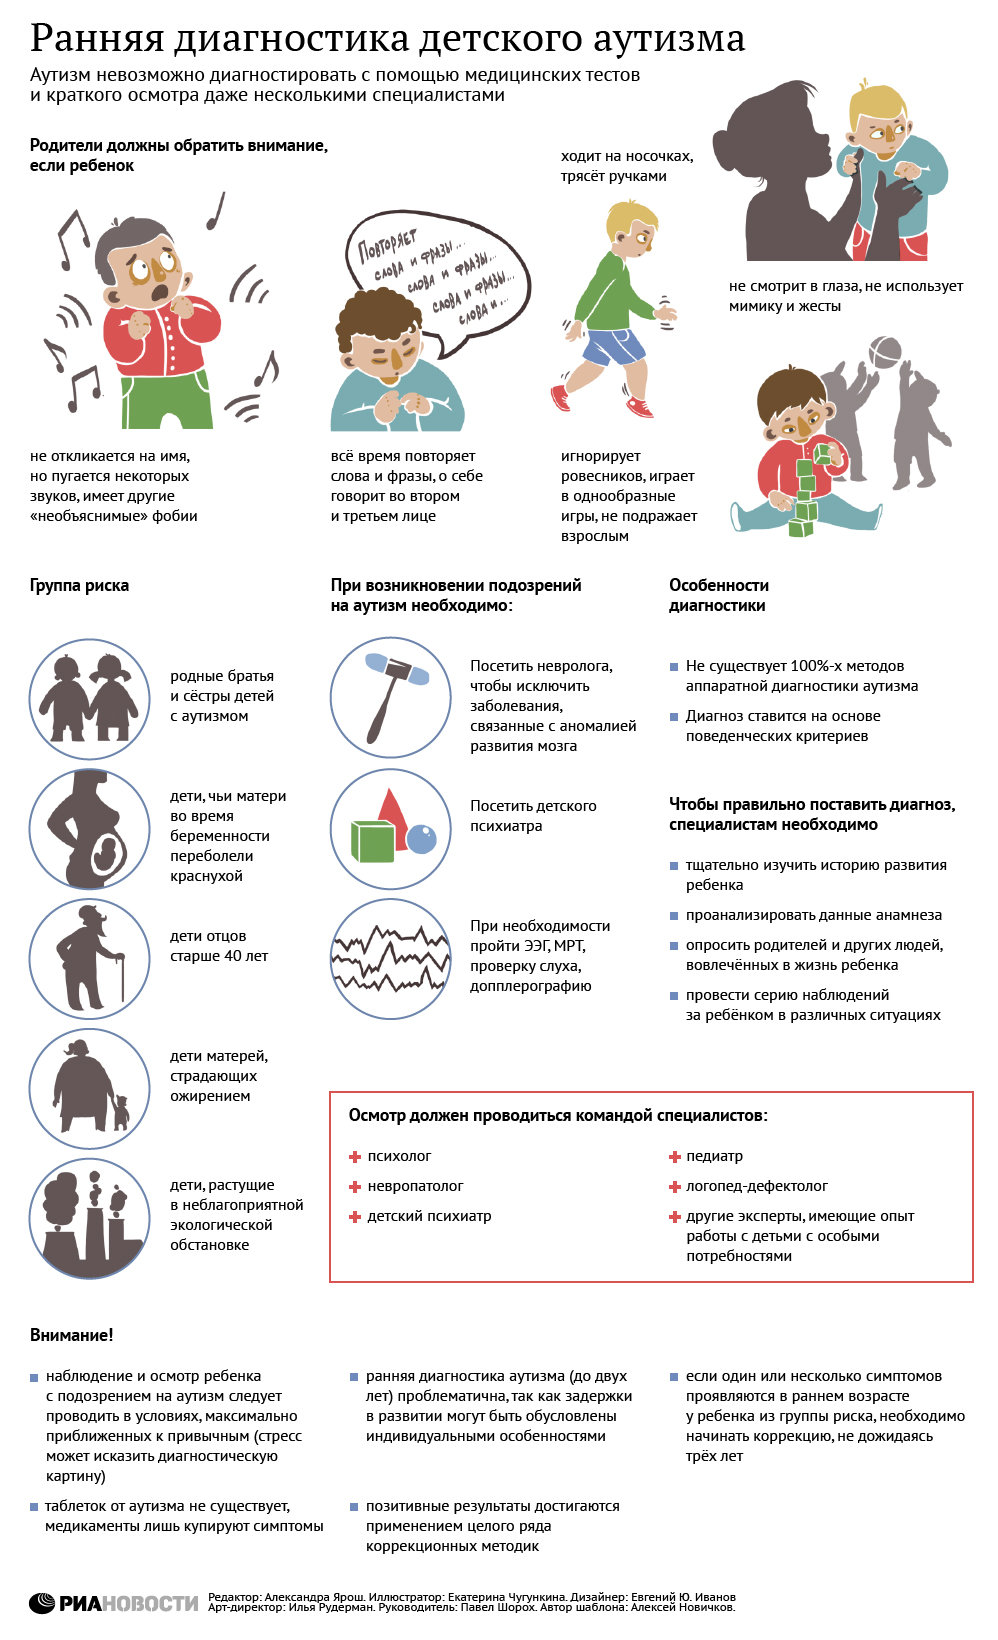 Ранняя диагностика детского аутизма
Аутизм невозможно диагностировать с помощью медицинских тестов
и краткого осмотра даже несколькими специалистами
Родители должны обратить внимание,
если ребенок
не откликается на имя,
но пугается некоторых
звуков, имеет другие
«необъяснимые» фобии
Повторяет
слова и фразы...
слова и фразы...
слова и фразы...
слова и ...
всё время повторяет
слова и фразы, о себе
говорит во втором
и третьем лице
ходит на носочках,
трясёт ручками
не смотрит в глаза, не использует
мимику и жесты
игнорирует
ровесников, играет
в однообразные
игры, не подражает
взрослым
Группа риска
родные братья
и сёстры детей
с аутизмом
дети, чьи матери
во время
беременности
переболели
краснухой
дети отцов
старше 40 лет
дети матерей,
страдающих
ожирением
дети, растущие
в неблагоприятной
экологической
обстановке
При возникновении подозрений
на аутизм необходимо:
Посетить невролога,
чтобы исключить
заболевания,
связанные с аномалией
развития мозга
Посетить детского
психиатра
При необходимости
пройти ЭЭГ, МРТ,
проверку слуха,
допплерографию
Особенности
диагностики
Не существует 100%-х методов
аппаратной диагностики аутизма
Диагноз ставится на основе
поведенческих критериев
Чтобы правильно поставить диагноз,
специалистам необходимо
тщательно изучить историю развития
ребенка
проанализировать данные анамнеза
опросить родителей и других людей,
вовлечённых в жизнь ребенка
провести серию наблюдений
за ребёнком в различных ситуациях
Осмотр должен проводиться командой специалистов:
психолог
невропатолог
детский психиатр
педиатр
логопед-дефектолог
другие эксперты, имеющие опыт
работы с детьми с особыми
потребностями
Внимание!
наблюдение и осмотр ребенка
с подозрением на аутизм следует
проводить в условиях, максимально
приближенных к привычным (стресс
может исказить диагностическую
картину)
таблеток от аутизма не существует,
медикаменты лишь купируют симптомы
ранняя диагностика аутизма (до двух
лет) проблематична, так как задержки
в развитии могут быть обусловлены
индивидуальными особенностями
позитивные результаты достигаются
применением целого ряда
коррекционных методик
если один или несколько симптомов
проявляются в раннем возрасте
у ребенка из группы риска, необходимо
начинать коррекцию, не дожидаясь
трёх лет
РИАНОВОСТИ
Редактор: Александра Ярош. Иллюстратор: Екатерина Чугункина. Дизайнер: Евгений Ю. Иванов
Арт-директор: Илья Рудерман. Руководитель: Павел Шорох. Автор шаблона: Алексей Новичков.